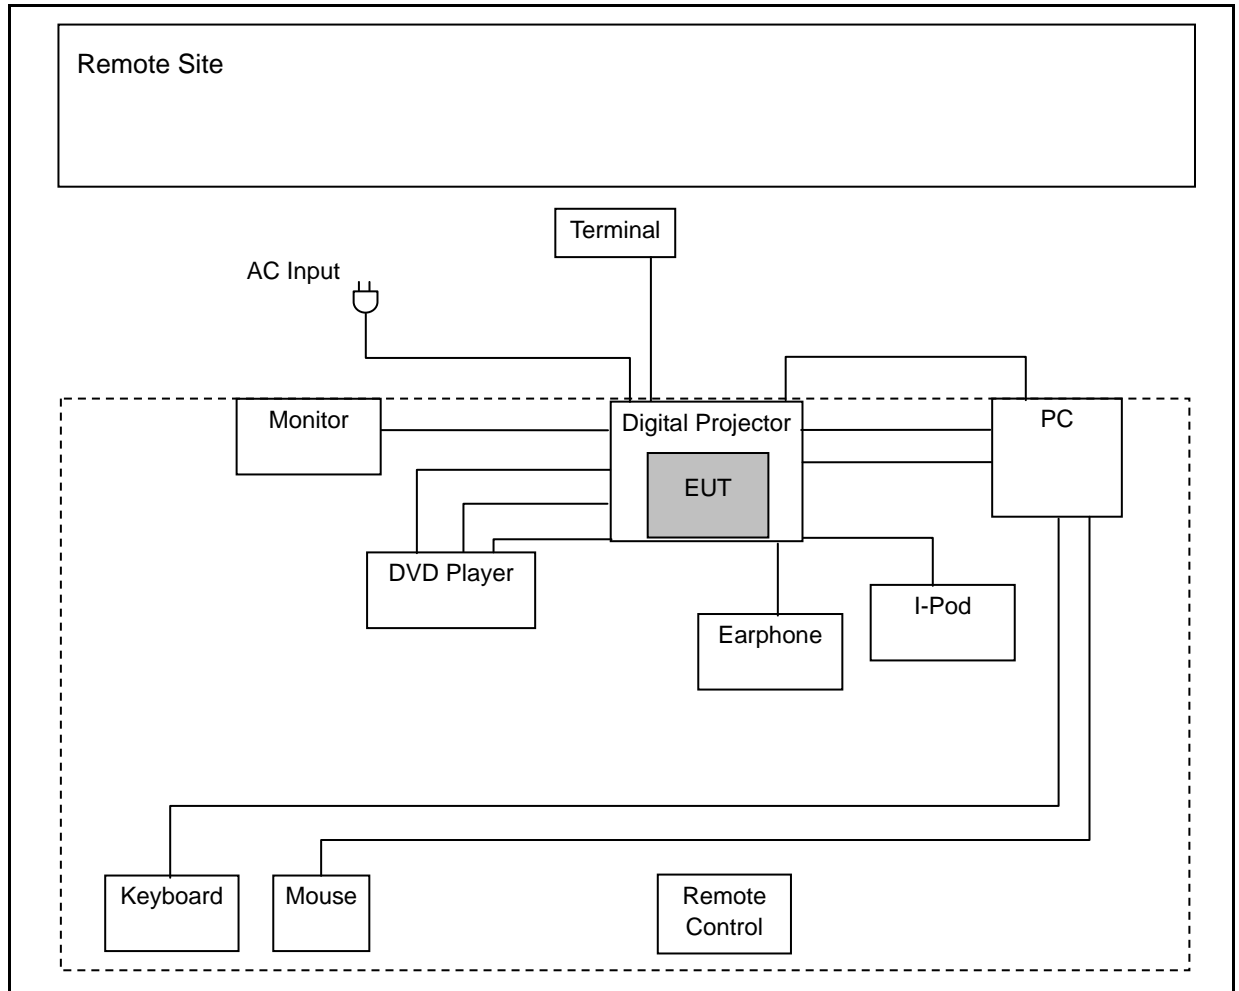 Remote Site
Terminal
AC Input
Monitor
Digital Projector
PC
EUT
DVD Player
I-Pod
Earphone
Keyboard
Mouse
Remote
Control